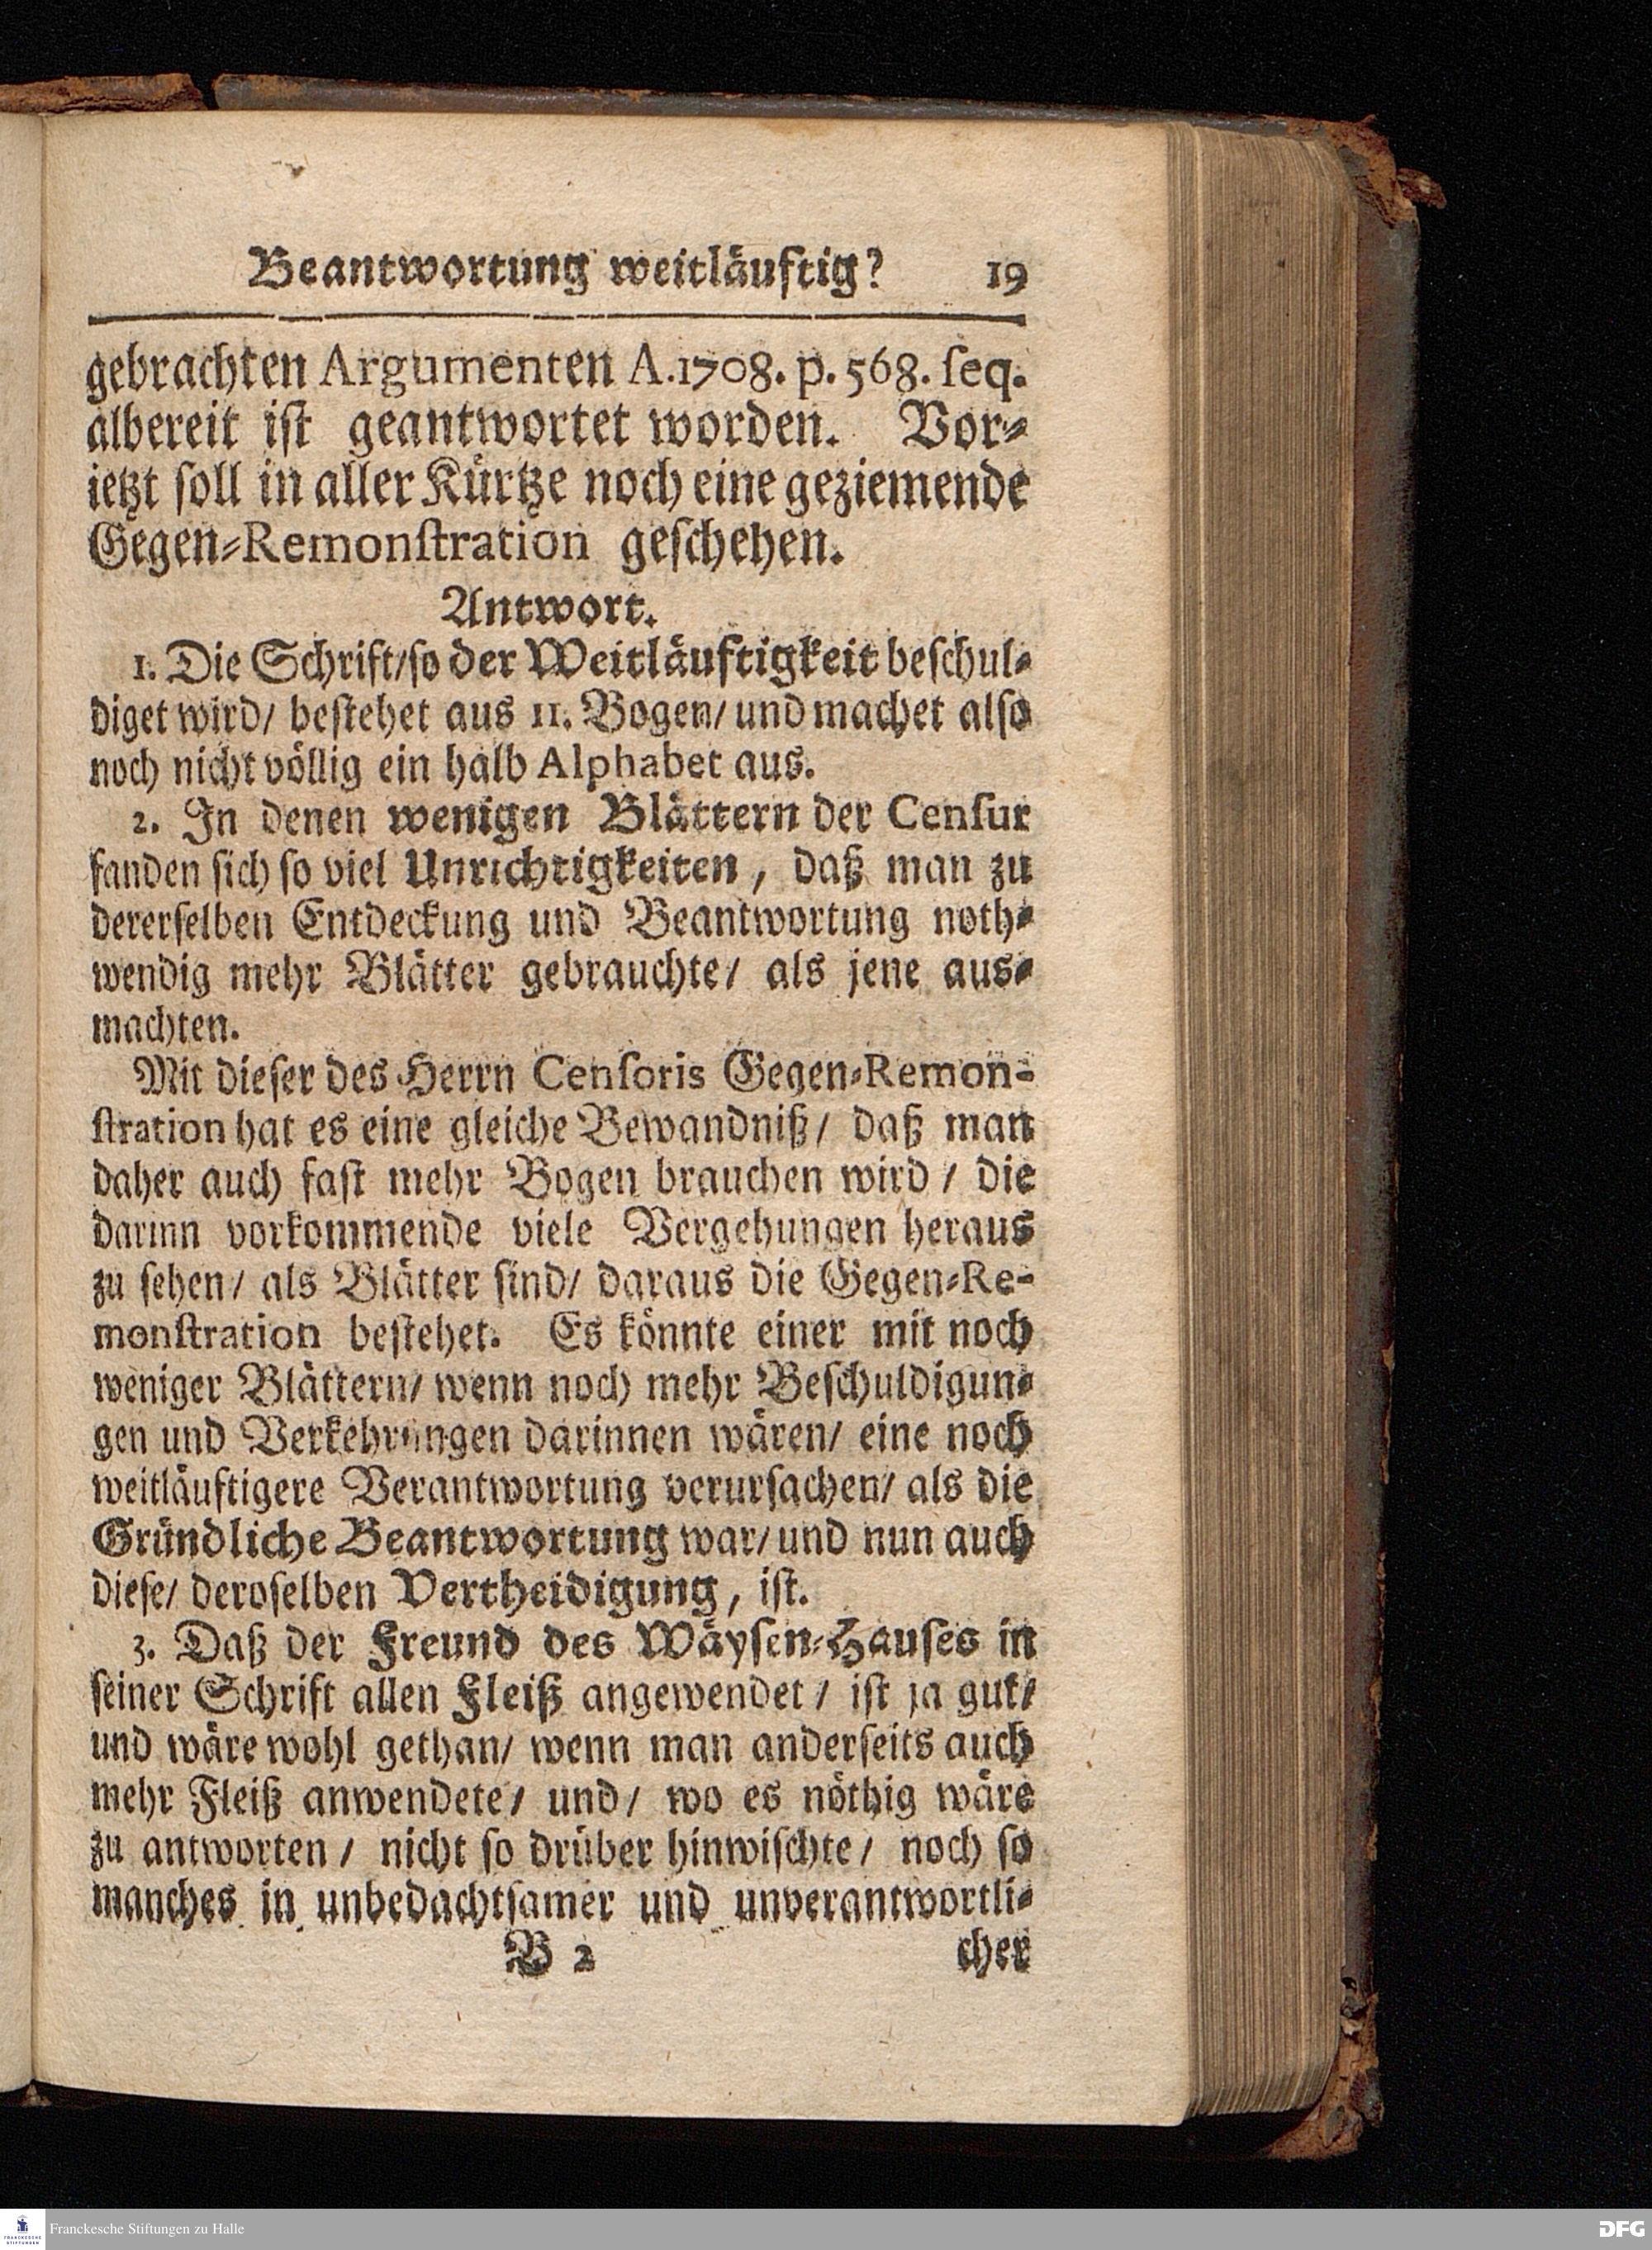 Beantwortung weitläuftig? 19
gebrachten Argumenten A.1708. p. 568. ſeq.
albereit iſt geantwortet worden. Vor-
ietzt ſoll in aller Kürtze noch eine geziemende
Gegen-Remonſtration geſchehen.
Antwort.
1. Die Schrift/ſo der Weitläuftigkeit beſchul-
diget wird/ beſtehet aus 11. Bogen/ und machet alſo
noch nicht völlig ein halb Alphabet aus.
2. In denen wenigen Blättern der Cenſur
fanden ſich ſo viel Unrichtigkeiten, daß man zu
dererſelben Entdeckung und Beantwortung noth-
wendig mehr Blätter gebrauchte/ als jene aus-
machten.
Mit dieſer des Herrn Cenſoris Gegen-Remon-
ſtration hat es eine gleiche Bewandniß/ daß man
daher auch faſt mehr Bogen brauchen wird / die
darinn vorkommende viele Vergehungen heraus
zu ſehen/ als Blätter ſind/ daraus die Gegen-Re-
monſtration beſtehet. Es könnte einer mit noch
weniger Blättern/ wenn noch mehr Beſchuldigun-
gen und Verkehrungen darinnen wären/ eine noch
weitläuftigere Verantwortung verurſachen/ als die
Gründliche Beantwortung war/ und nun auch
dieſe/ deroſelben Vertheidigung, iſt.
3. Daß der Freund des Wäyſen-Hauſes in
ſeiner Schrift allen Fleiß angewendet / iſt ja gut/
und wäre wohl gethan/ wenn man anderſeits auch
mehr Fleiß anwendete/ und/ wo es nöthig wäre
zu antworten / nicht ſo drüber hinwiſchte/ noch ſo
manches in unbedachtſamer und unverantwortli-
B 2 cher
Franckesche Stiftungen zu Halle
FRANCKESCHE STIFTUNGEN
DFG